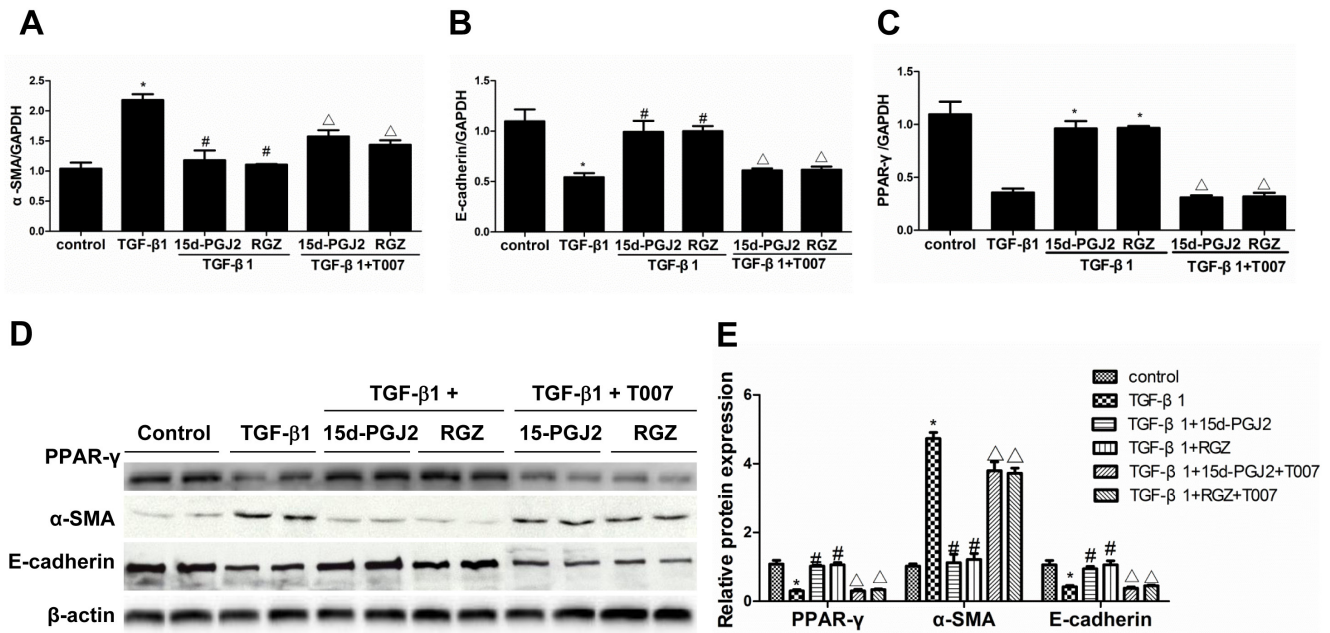 A
α-SMA/GAPDH
2.5
2.0
1.5
1.0
0.5
0.0
*
#
#
△
△
control
TGF-β1
15d-PGJ2
RGZ
15d-PGJ2
RGZ
TGF-β 1
TGF-β 1+T007
B
E-cadherin/GAPDH
1.5
1.0
0.5
0.0
*
#
#
△
△
control
TGF-β1
15d-PGJ2
RGZ
15d-PGJ2
RGZ
TGF-β 1
TGF-β 1+T007
C
PPAR-γ /GAPDH
1.5
1.0
0.5
0.0
*
*
△
△
control
TGF-β1
15d-PGJ2
RGZ
15d-PGJ2
RGZ
TGF-β 1
TGF-β 1+T007
D
TGF-β1 +
TGF-β1 + T007
Control
TGF-β1
15d-PGJ2
RGZ
15-PGJ2
RGZ
PPAR-γ
α-SMA
E-cadherin
β-actin
E
Relative protein expression
6
4
2
0
*
#
#
△
△
*
#
#
△
△
*
#
#
△
△
PPAR-γ
α-SMA
E-cadherin
control
TGF-β 1
TGF-β 1+15d-PGJ2
TGF-β 1+RGZ
TGF-β 1+15d-PGJ2+T007
TGF-β 1+RGZ+T007